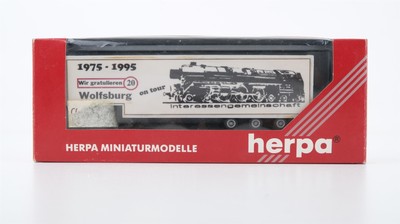 1975 - 1995
Wir gratulieren 20
Wolfsburg
on tour
interessengemeinschaft
HERPA MINIATURMODELLE
herpa